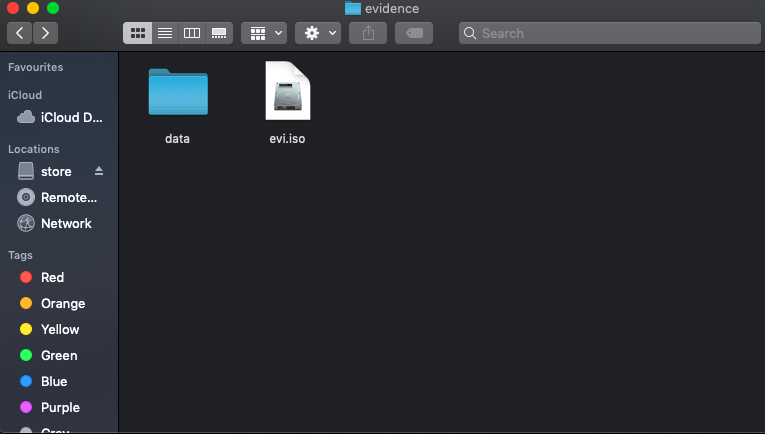 evidence
Search
Favourites
iCloud
iCloud D...
Locations
store
Remote...
Network
Tags
Red
Orange
Yellow
Green
Blue
Purple
Gray
data
evi.iso